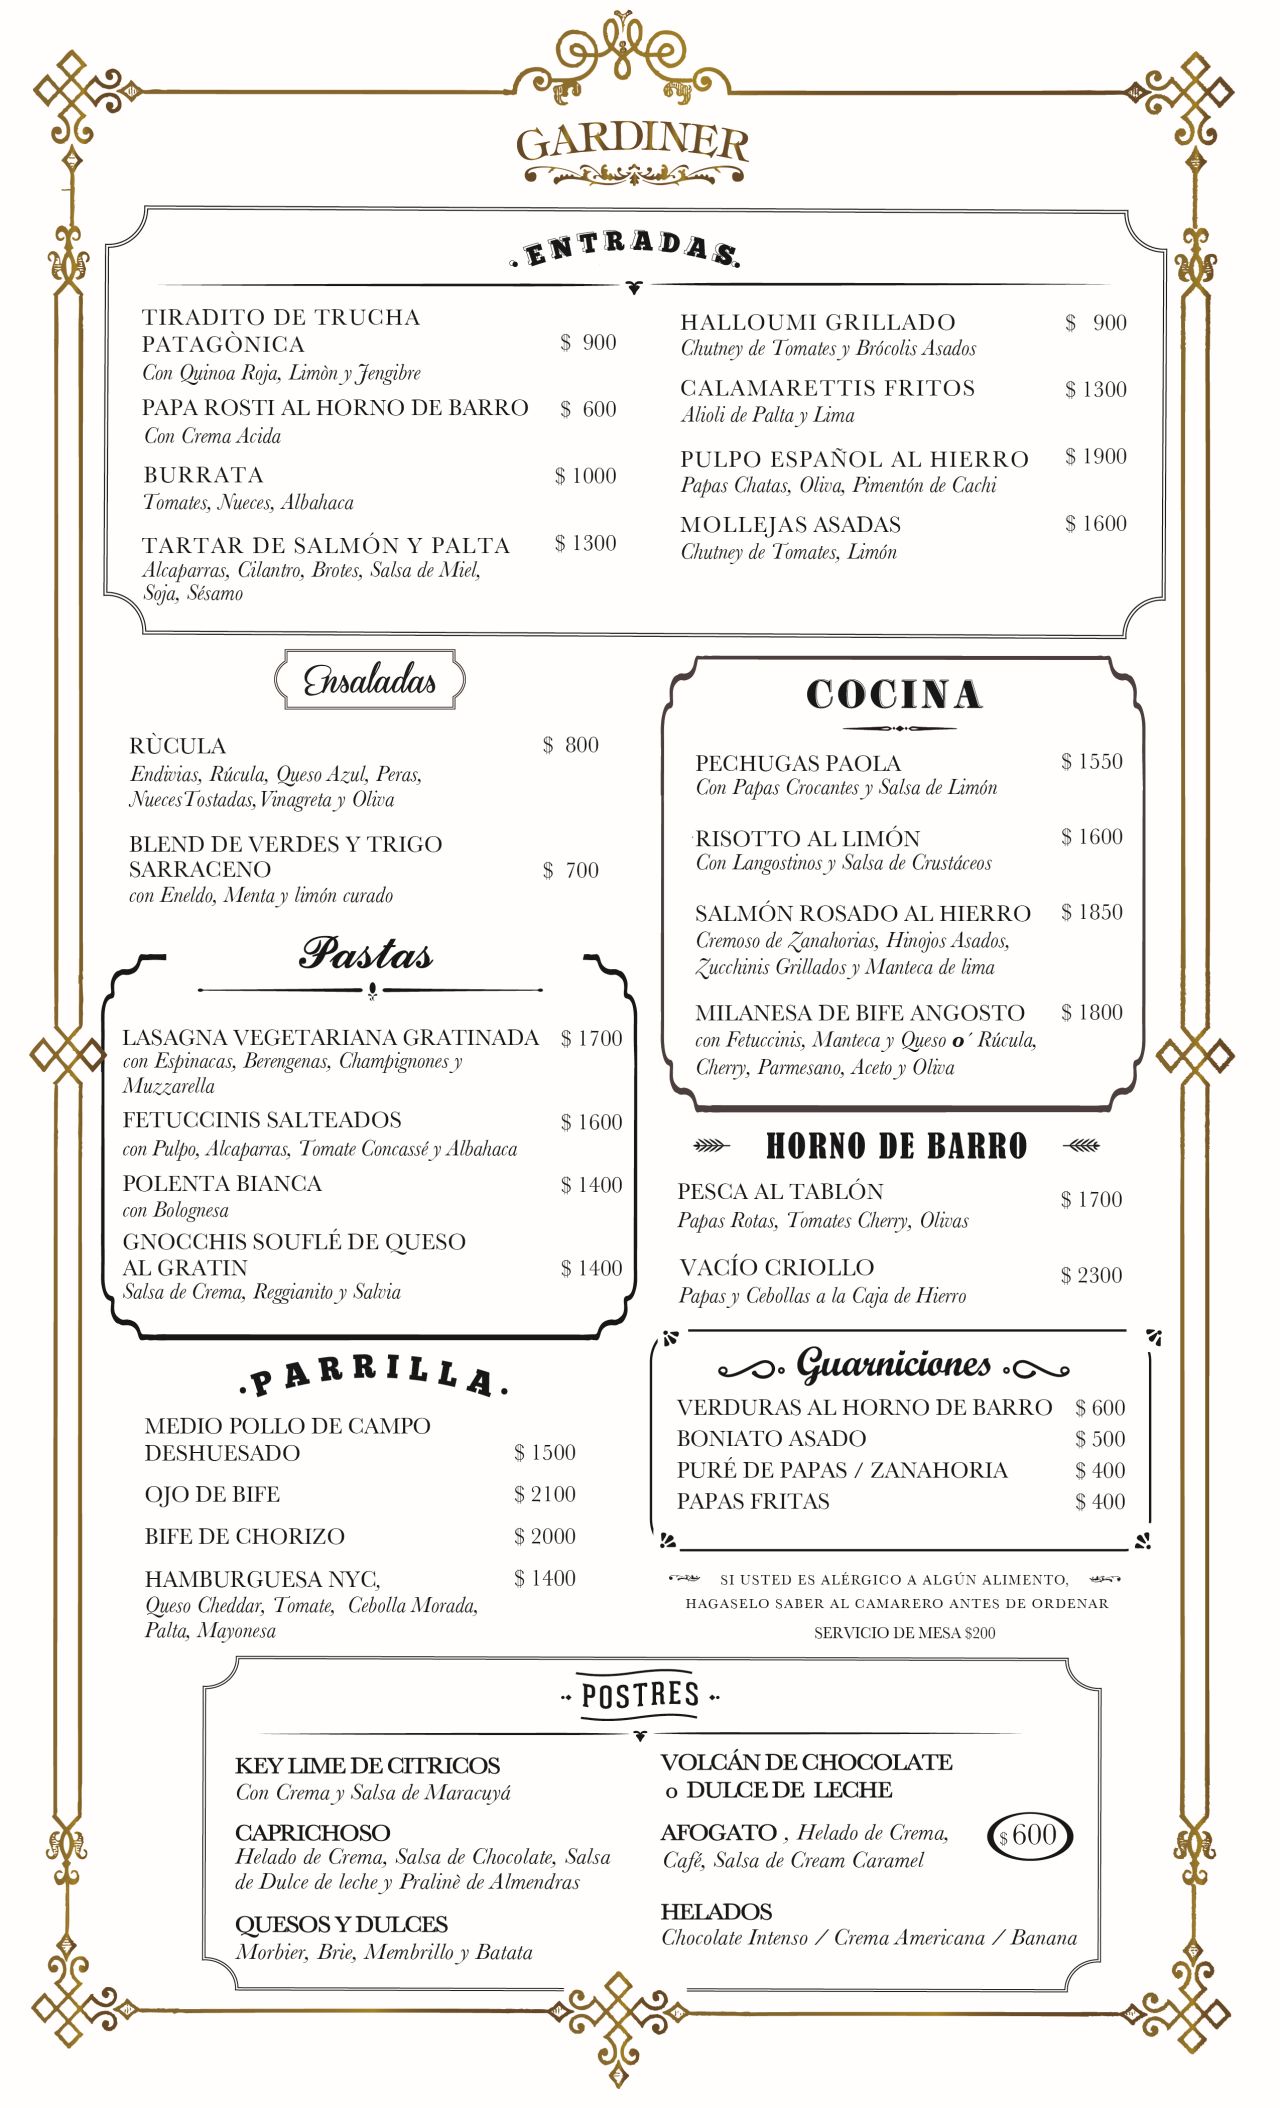 GARDINER
ENTRADAS
TIRADITO DE TRUCHA
PATAGÒNICA $ 900
Con Quinoa Roja, Limòn y Jengibre
PAPA ROSTI AL HORNO DE BARRO $ 600
Con Crema Acida
BURRATA $ 1000
Tomates, Nueces, Albahaca
TARTAR DE SALMÓN Y PALTA $ 1300
Alcaparras, Cilantro, Brotes, Salsa de Miel,
Soja, Sésamo
HALLOUMI GRILLADO $ 900
Chutney de Tomates y Brócolis Asados
CALAMARETTIS FRITOS $ 1300
Alioli de Palta y Lima
PULPO ESPAÑOL AL HIERRO $ 1900
Papas Chatas, Oliva, Pimentón de Cachi
MOLLEJAS ASADAS $ 1600
Chutney de Tomates, Limón
Ensaladas
RÙCULA $ 800
Endivias, Rúcula, Queso Azul, Peras,
NuecesTostadas, Vinagreta y Oliva
BLEND DE VERDES Y TRIGO
SARRACENO $ 700
con Eneldo, Menta y limón curado
Pastas
LASAGNA VEGETARIANA GRATINADA $ 1700
con Espinacas, Berengenas, Champignones y
Muzzarella
FETUCCINIS SALTEADOS $ 1600
con Pulpo, Alcaparras, Tomate Concassé y Albahaca
POLENTA BIANCA $ 1400
con Bolognesa
GNOCCHIS SOUFLÉ DE QUESO
AL GRATIN $ 1400
Salsa de Crema, Reggianito y Salvia
PARRILLA
MEDIO POLLO DE CAMPO
DESHUESADO $ 1500
OJO DE BIFE $ 2100
BIFE DE CHORIZO $ 2000
HAMBURGUESA NYC, $ 1400
Queso Cheddar, Tomate, Cebolla Morada,
Palta, Mayonesa
COCINA
PECHUGAS PAOLA $ 1550
Con Papas Crocantes y Salsa de Limón
RISOTTO AL LIMÓN $ 1600
Con Langostinos y Salsa de Crustáceos
SALMÓN ROSADO AL HIERRO $ 1850
Cremoso de Zanahorias, Hinojos Asados,
Zucchinis Grillados y Manteca de lima
MILANESA DE BIFE ANGOSTO $ 1800
con Fetuccinis, Manteca y Queso o´ Rúcula,
Cherry, Parmesano, Aceto y Oliva
HORNO DE BARRO
PESCA AL TABLÓN $ 1700
Papas Rotas, Tomates Cherry, Olivas
VACÍO CRIOLLO $ 2300
Papas y Cebollas a la Caja de Hierro
Guarniciones
VERDURAS AL HORNO DE BARRO $ 600
BONIATO ASADO $ 500
PURÉ DE PAPAS / ZANAHORIA $ 400
PAPAS FRITAS $ 400
SI USTED ES ALÉRGICO A ALGÚN ALIMENTO,
HAGASELO SABER AL CAMARERO ANTES DE ORDENAR
SERVICIO DE MESA $200
POSTRES
KEY LIME DE CITRICOS
Con Crema y Salsa de Maracuyá
CAPRICHOSO
Helado de Crema, Salsa de Chocolate, Salsa
de Dulce de leche y Pralinè de Almendras
QUESOS Y DULCES
Morbier, Brie, Membrillo y Batata
VOLCÁN DE CHOCOLATE
o DULCE DE LECHE
AFOGATO , Helado de Crema,
Café, Salsa de Cream Caramel
$ 600
HELADOS
Chocolate Intenso / Crema Americana / Banana